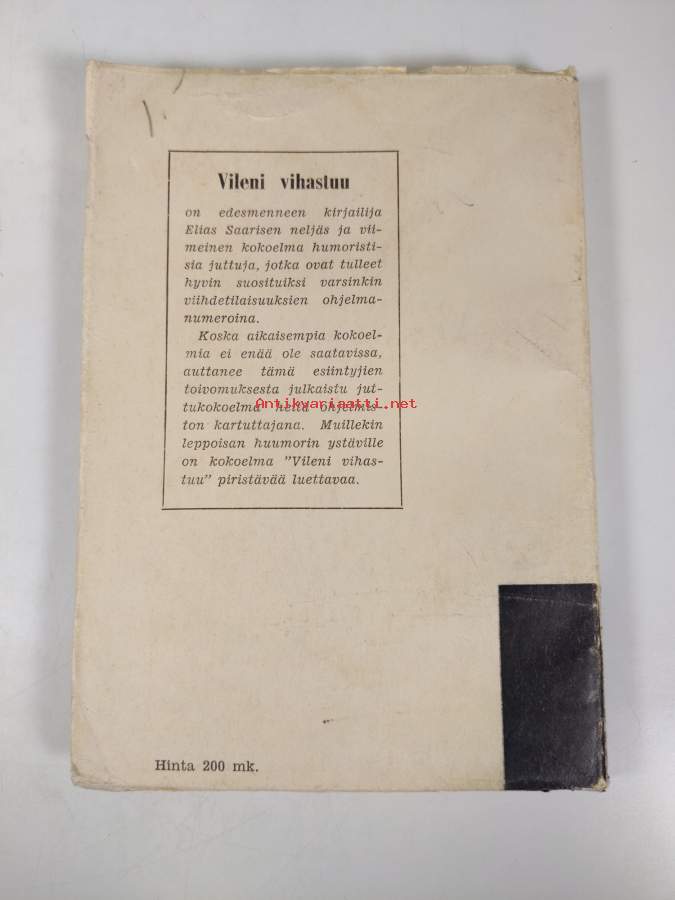 Vileni vihastuu
on edesmenneen kirjailija
Elias Saarisen neljäs ja vii-
meinen kokoelma humoristi-
sia juttuja, jotka ovat tulleet
hyvin suosituiksi varsinkin
viihdetilaisuuksien ohjelma-
numeroina.
Koska aikaisempia kokoel-
mia ei enää ole saatavissa,
auttanee tämä esiintyjien
toivomuksesta julkaistu jut-
tukokoelma heitä ohjelmis-
ton kartuttajana. Muillekin
leppoisan huumorin ystäville
on kokoelma "Vileni vihas-
tuu" piristävää luettavaa.
Antikvariaatti.net
Hinta 200 mk.